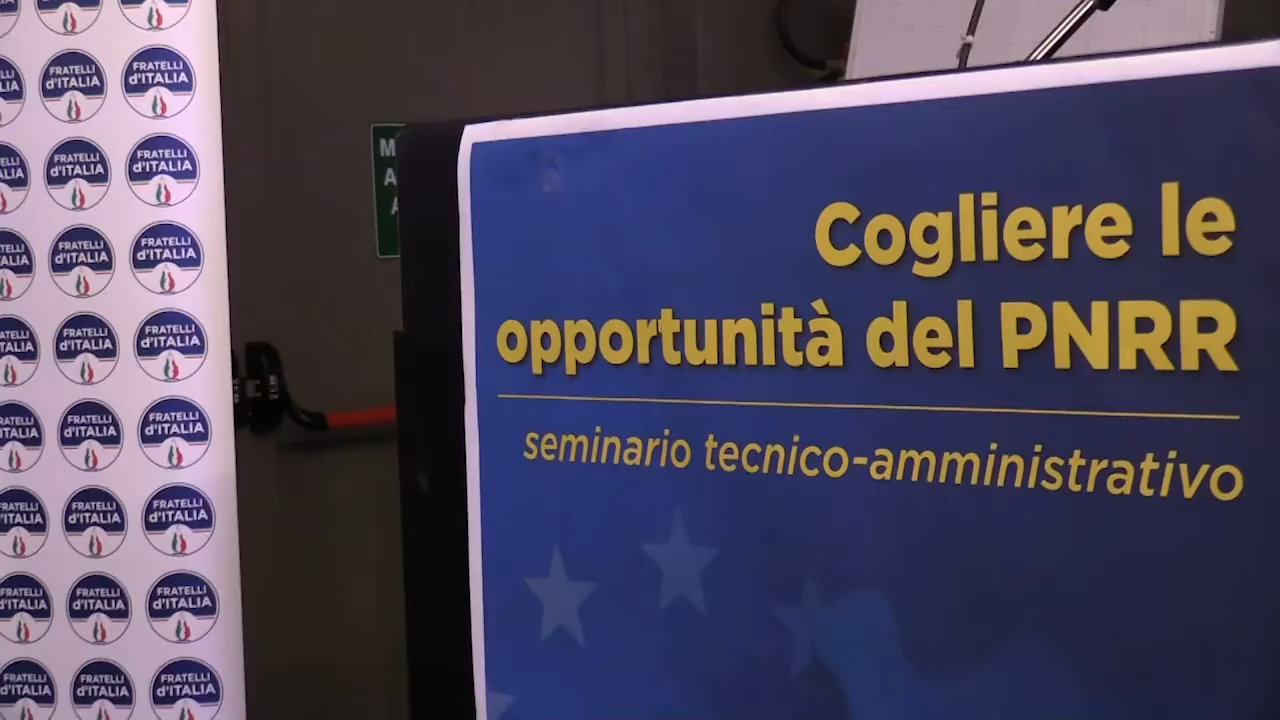 FRATELLI
d'ITALIA
Cogliere le
opportunità del PNRR
seminario tecnico-amministrativo